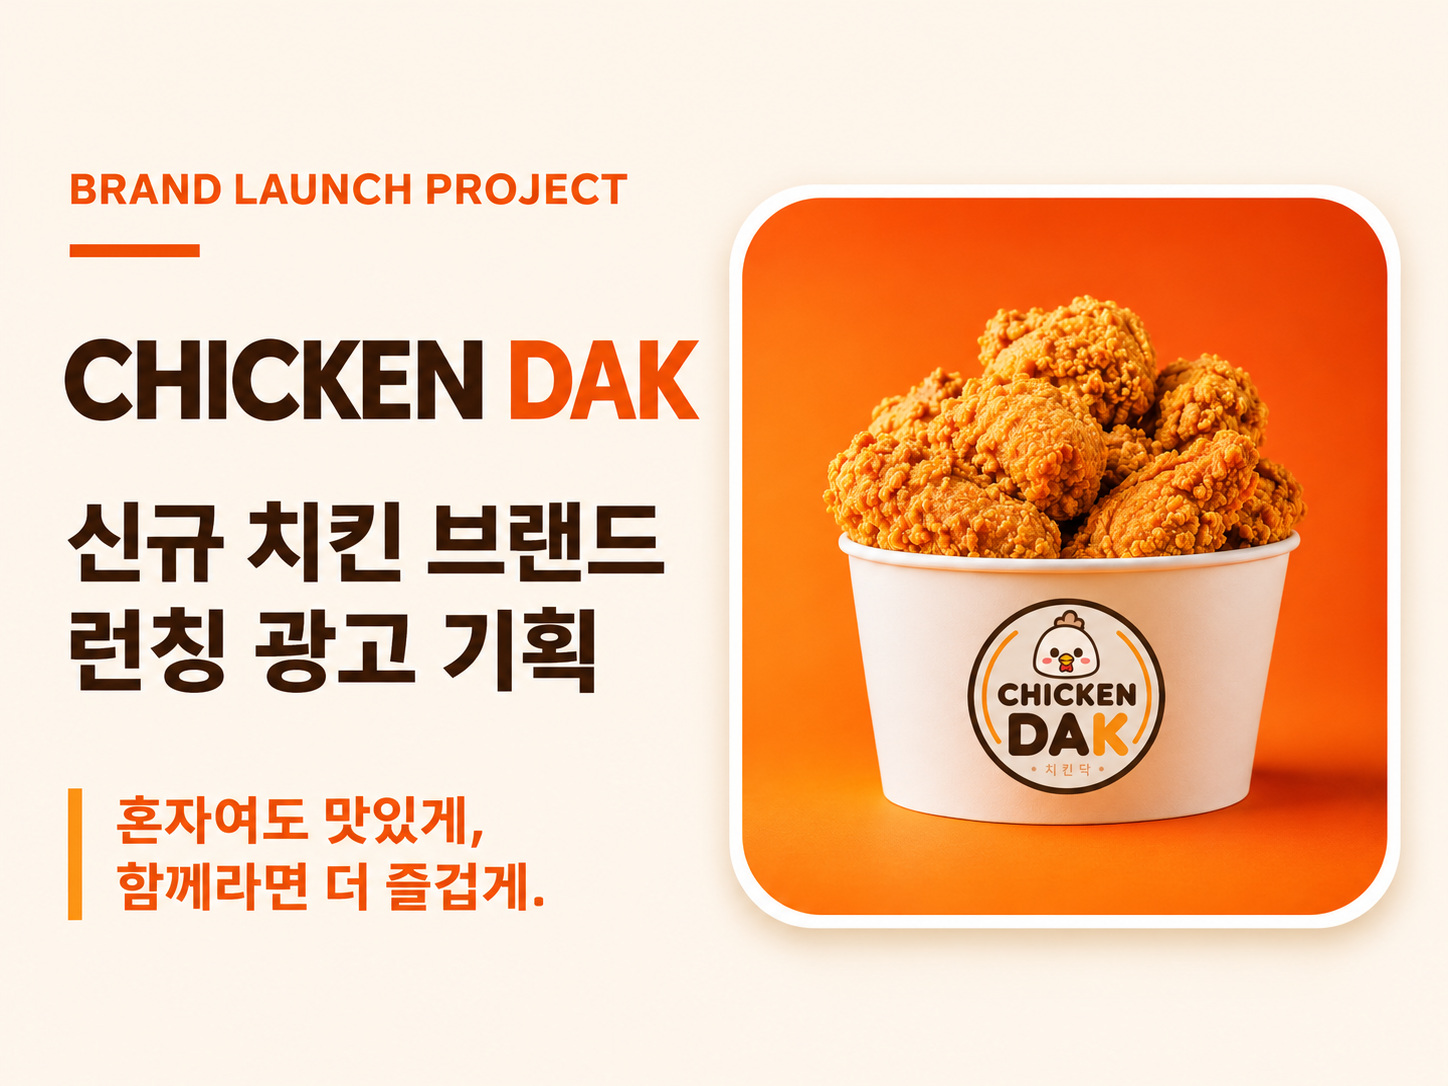 BRAND LAUNCH PROJECT
CHICKEN DAK
신규 치킨 브랜드
런칭 광고 기획
혼자여도 맛있게,
함께라면 더 즐겁게.
CHICKEN
DAK
• 치킨닥 •